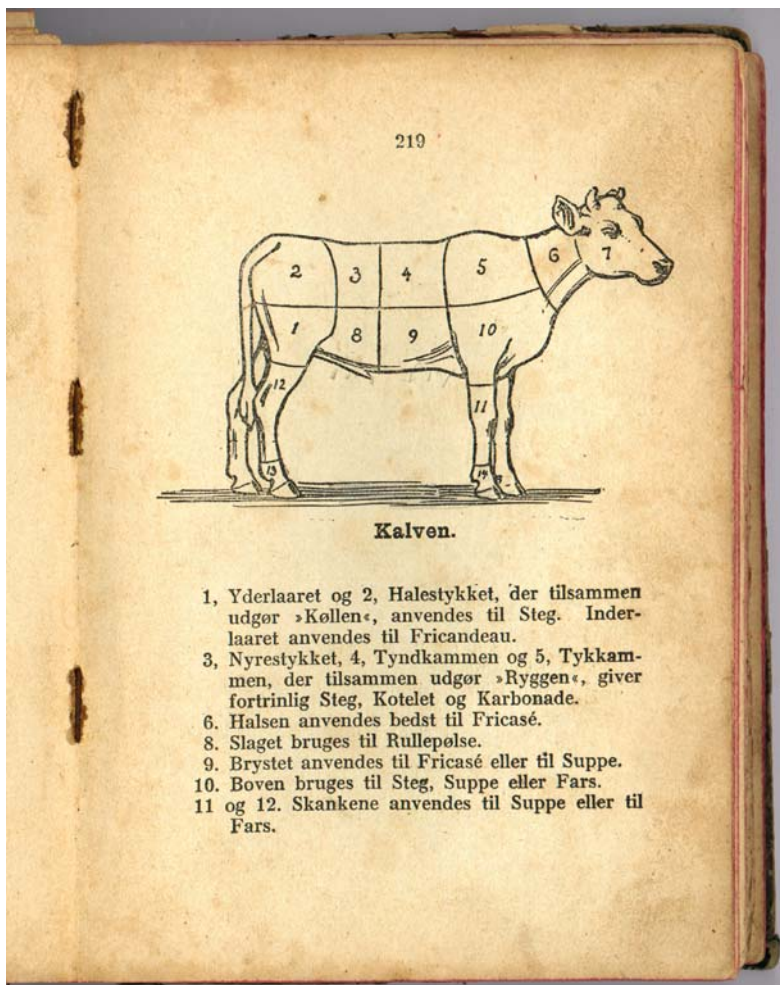 219
2
3
4
5
6
7
1
8
9
10
12
11
13
14
Kalven.
1, Yderlaaret og 2, Halestykket, der tilsammen
udgør »Køllen«, anvendes til Steg. Inder-
laaret anvendes til Fricandeau.
3, Nyrestykket, 4, Tyndkammen og 5, Tykkam-
men, der tilsammen udgør »Ryggen«, giver
fortrinlig Steg, Kotelet og Karbonade.
6. Halsen anvendes bedst til Fricasé.
8. Slaget bruges til Rullepølse.
9. Brystet anvendes til Fricasé eller til Suppe.
10. Boven bruges til Steg, Suppe eller Fars.
11 og 12. Skankene anvendes til Suppe eller til
Fars.